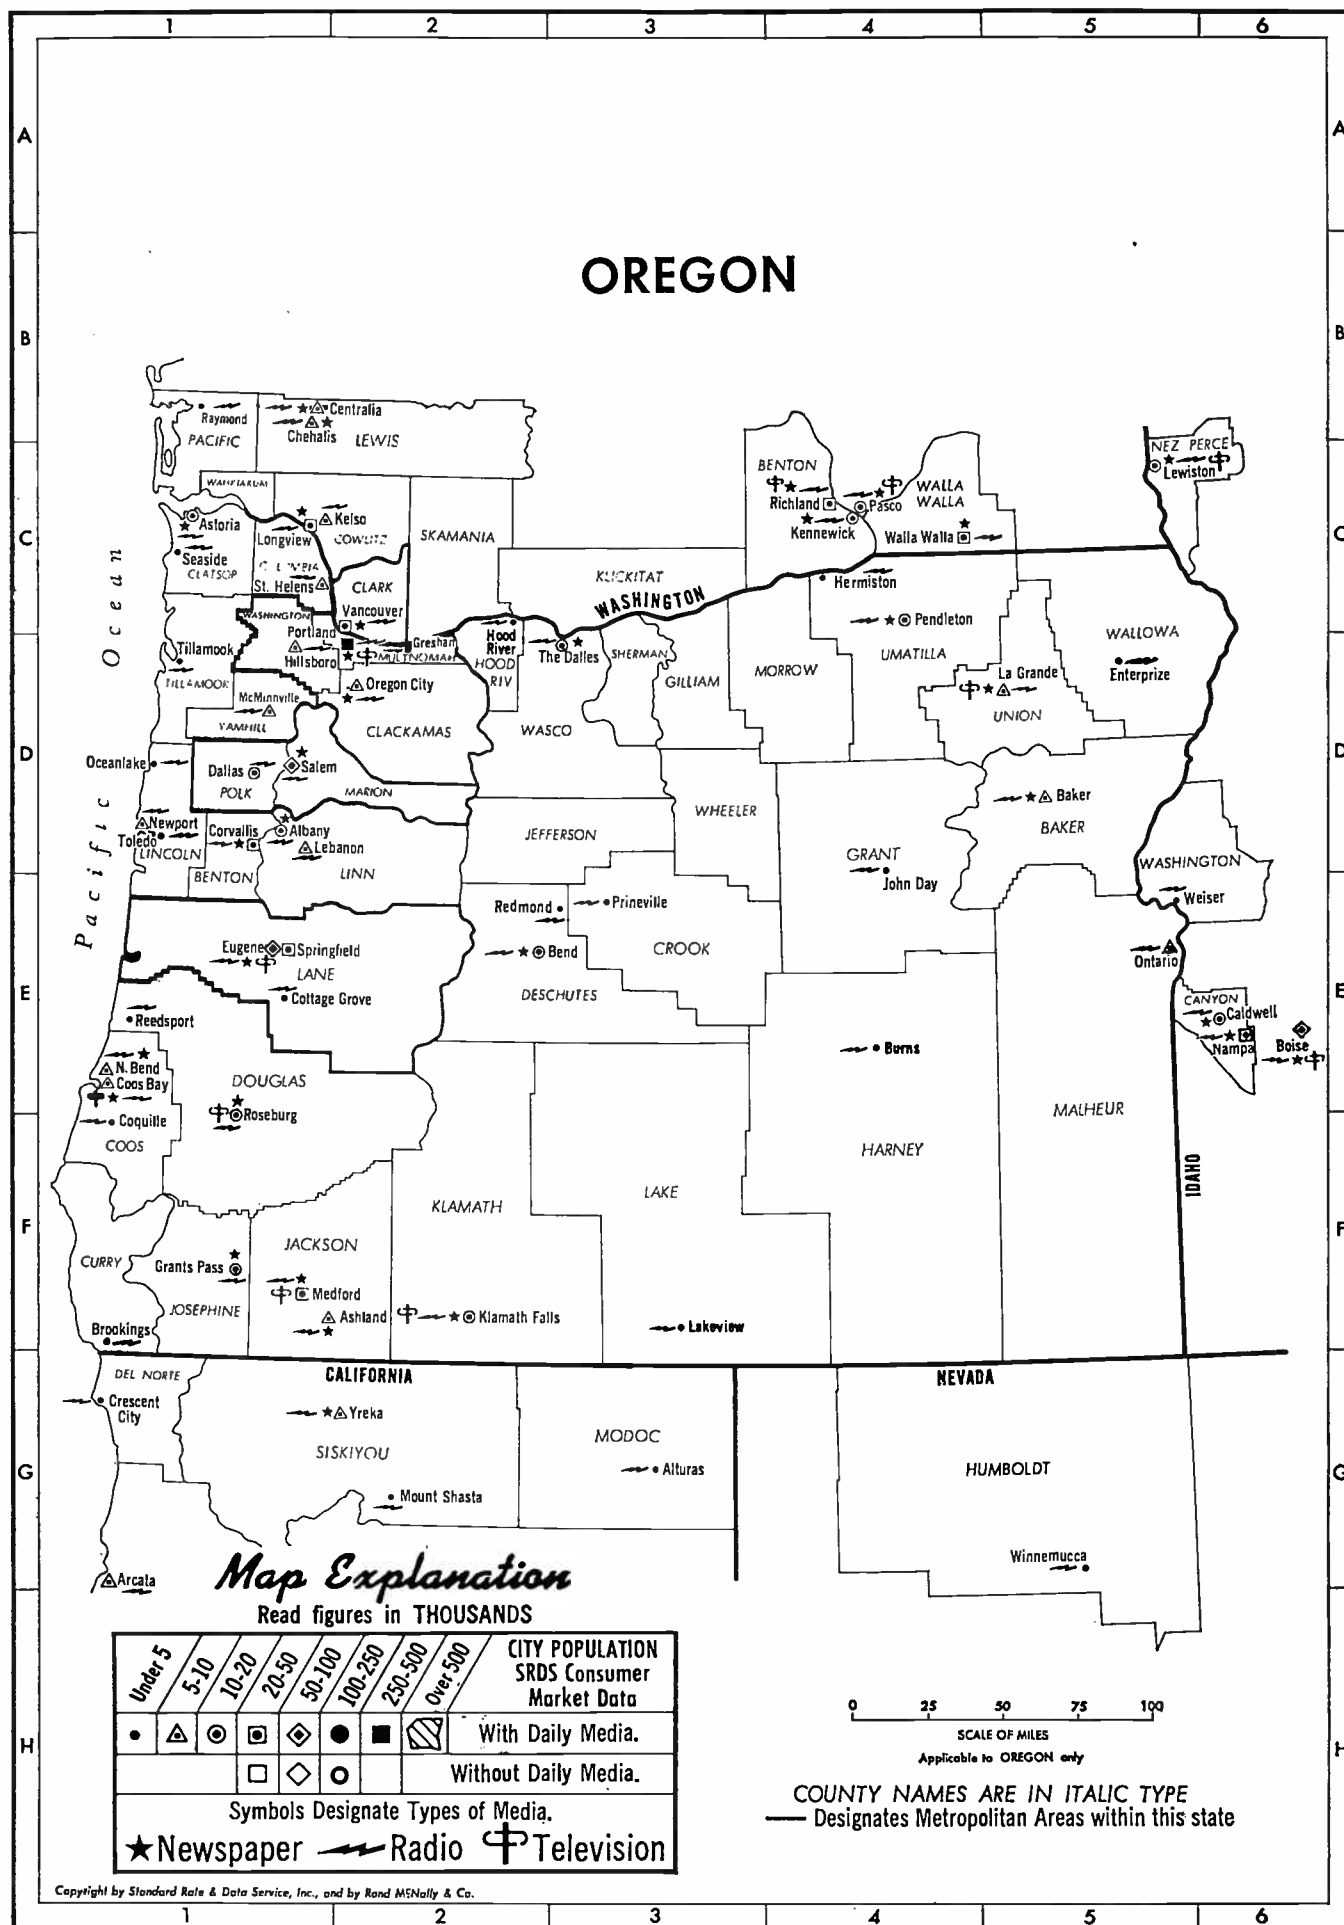 1 2 3 4 5 6
A A
OREGON
B B
Raymond
PACIFIC
Centralia
Chehalis
LEWIS
WAHKIAKUM
Astoria
Seaside
CLATSOP
Kelso
Longview
COWLITZ
SKAMANIA
St. Helens
CLARK
Vancouver
KLICKITAT
WASHINGTON
BENTON
Richland
Pasco
Kennewick
WALLA
WALLA
Walla Walla
NEZ PERCE
Lewiston
C C
Hermiston
Pendleton
UMATILLA
WALLOWA
Enterprize
La Grande
UNION
WASHINGTON
Portland
Hillsboro
Gresham
MULTNOMAH
Hood
River
HOOD
RIV
The Dalles
SHERMAN
GILLIAM
MORROW
Ocean
Tillamook
TILLAMOOK
McMinnville
YAMHILL
Oregon City
CLACKAMAS
WASCO
D D
Oceanlake
Dallas
POLK
Salem
MARION
Newport
Toledo
LINCOLN
Corvallis
BENTON
Albany
Lebanon
LINN
JEFFERSON
WHEELER
GRANT
John Day
Baker
BAKER
WASHINGTON
Weiser
Ontario
Pacific
Redmond
Prineville
CROOK
Bend
DESCHUTES
Eugene
Springfield
LANE
Cottage Grove
E E
Reedsport
N. Bend
Coos Bay
Coquille
COOS
DOUGLAS
Roseburg
Burns
CANYON
Caldwell
Nampa
Boise
MALHEUR
HARNEY
IDAHO
LAKE
KLAMATH
F F
CURRY
Grants Pass
JOSEPHINE
JACKSON
Medford
Ashland
Klamath Falls
Lakeview
Brookings
DEL NORTE
CALIFORNIA
NEVADA
Crescent
City
Yreka
SISKIYOU
MODOC
Alturas
HUMBOLDT
G G
Mount Shasta
Winnemucca
Arcata
Map Explanation
Read figures in THOUSANDS
Under 5 5-10 10-20 20-50 50-100 100-250 250-500 Over 500
CITY POPULATION
SRDS Consumer
Market Data
With Daily Media.
Without Daily Media.
Symbols Designate Types of Media.
Newspaper Radio Television
H H
0 25 50 75 100
SCALE OF MILES
Applicable to OREGON only
COUNTY NAMES ARE IN ITALIC TYPE
Designates Metropolitan Areas within this state
Copyright by Standard Rate & Data Service, Inc., and by Rand McNally & Co.
1 2 3 4 5 6